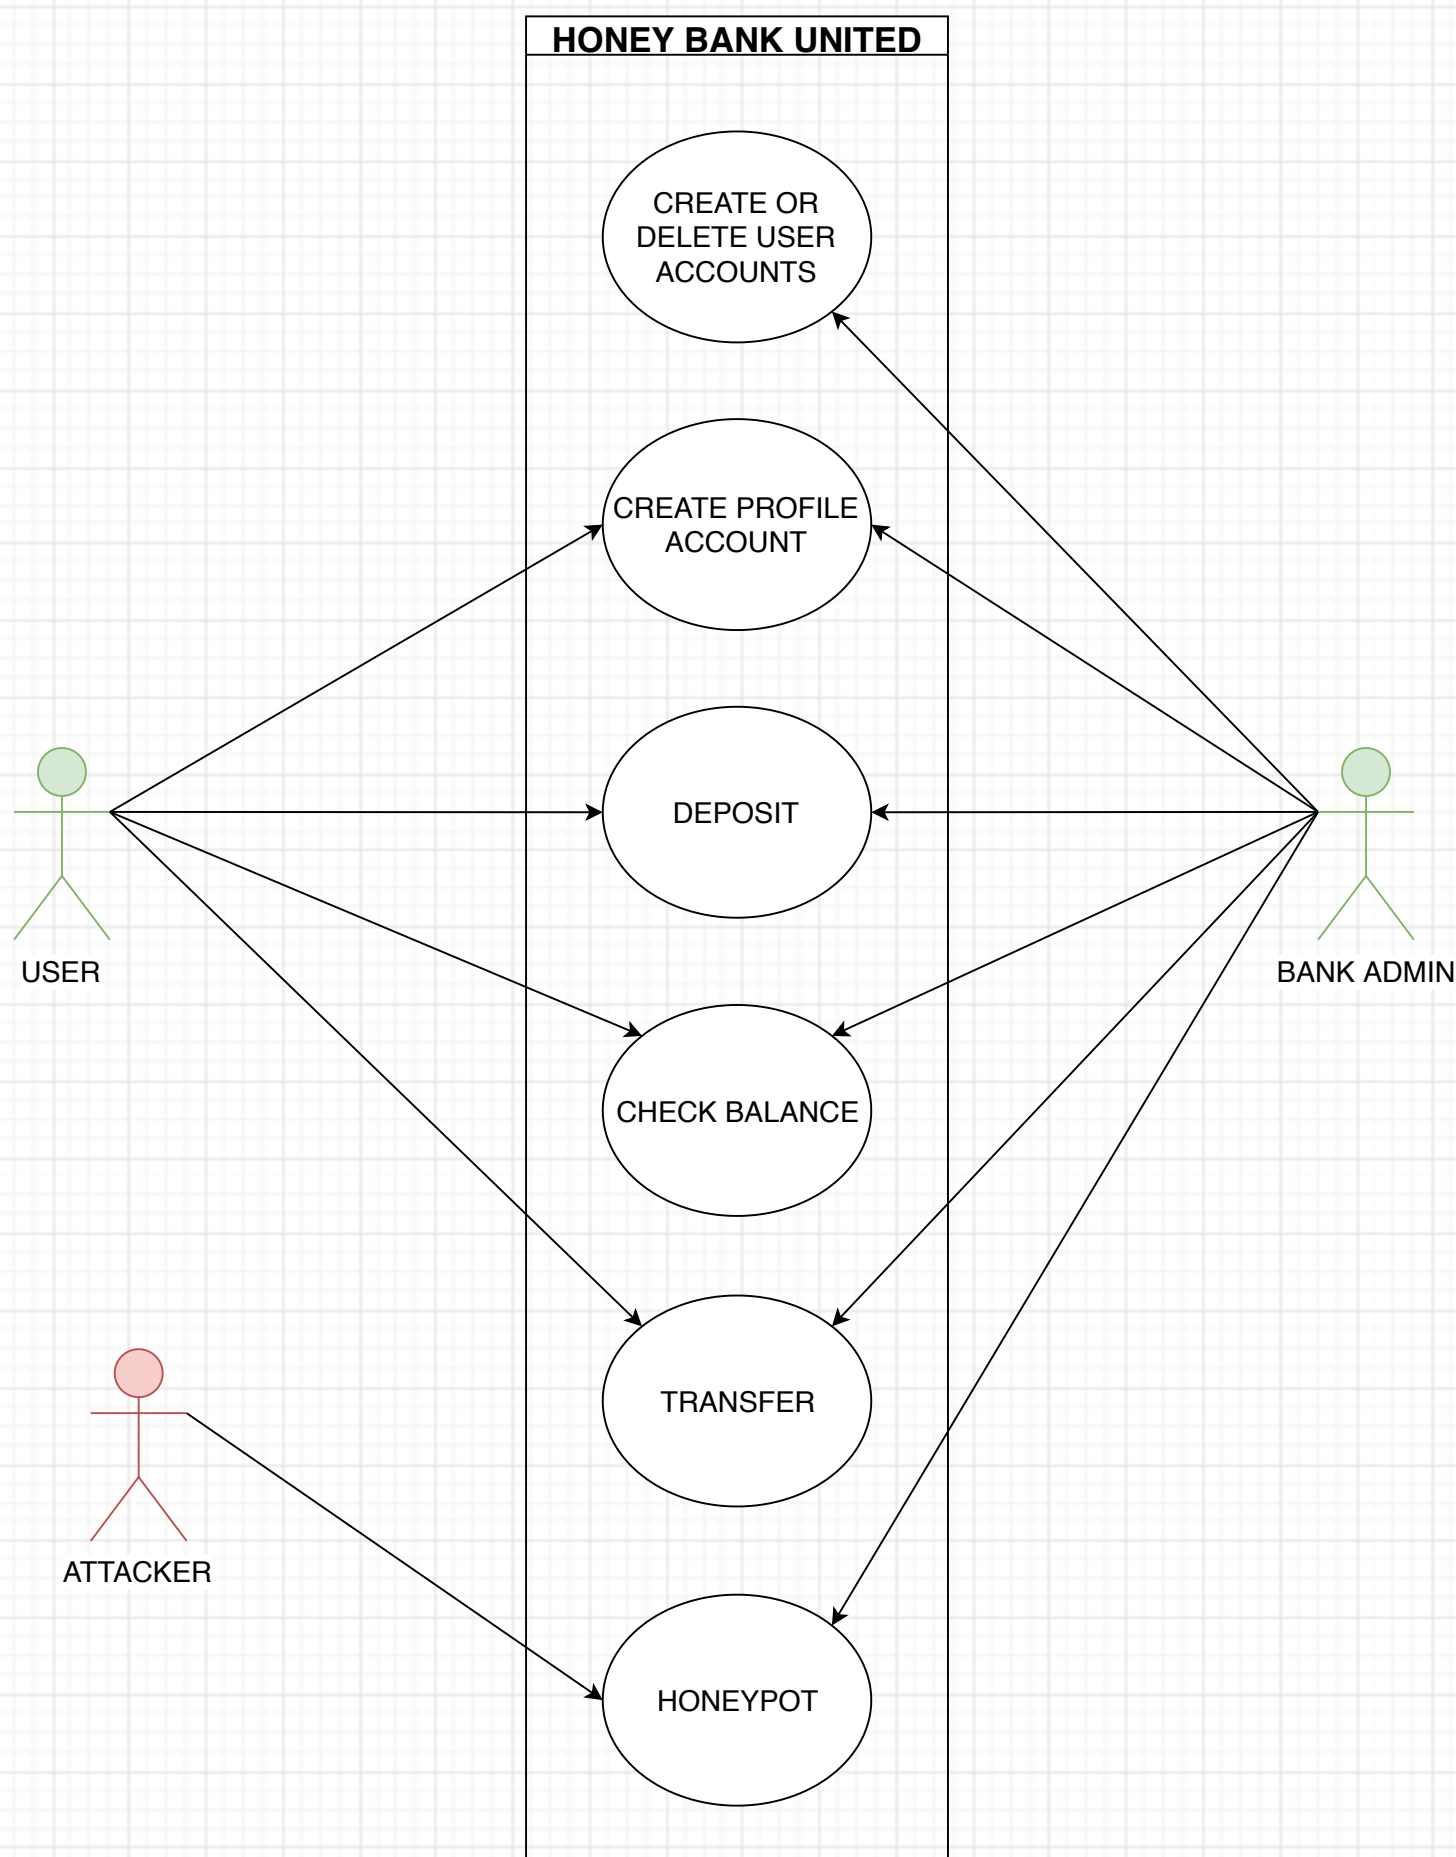 HONEY BANK UNITED
CREATE OR
DELETE USER
ACCOUNTS
CREATE PROFILE
ACCOUNT
DEPOSIT
USER
BANK ADMIN
CHECK BALANCE
TRANSFER
ATTACKER
HONEYPOT